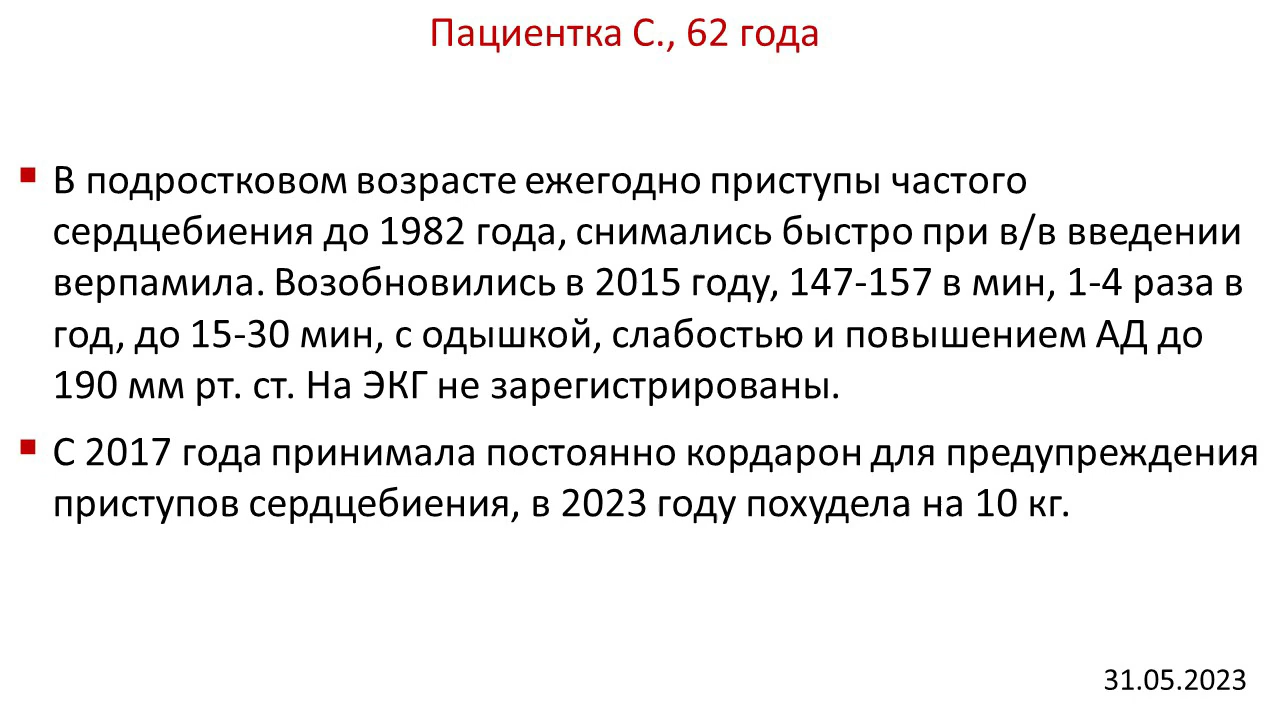 Пациентка С., 62 года
▪ В подростковом возрасте ежегодно приступы частого
сердцебиения до 1982 года, снимались быстро при в/в введении
верпамила. Возобновились в 2015 году, 147-157 в мин, 1-4 раза в
год, до 15-30 мин, с одышкой, слабостью и повышением АД до
190 мм рт. ст. На ЭКГ не зарегистрированы.
▪ С 2017 года принимала постоянно кордарон для предупреждения
приступов сердцебиения, в 2023 году похудела на 10 кг.
31.05.2023